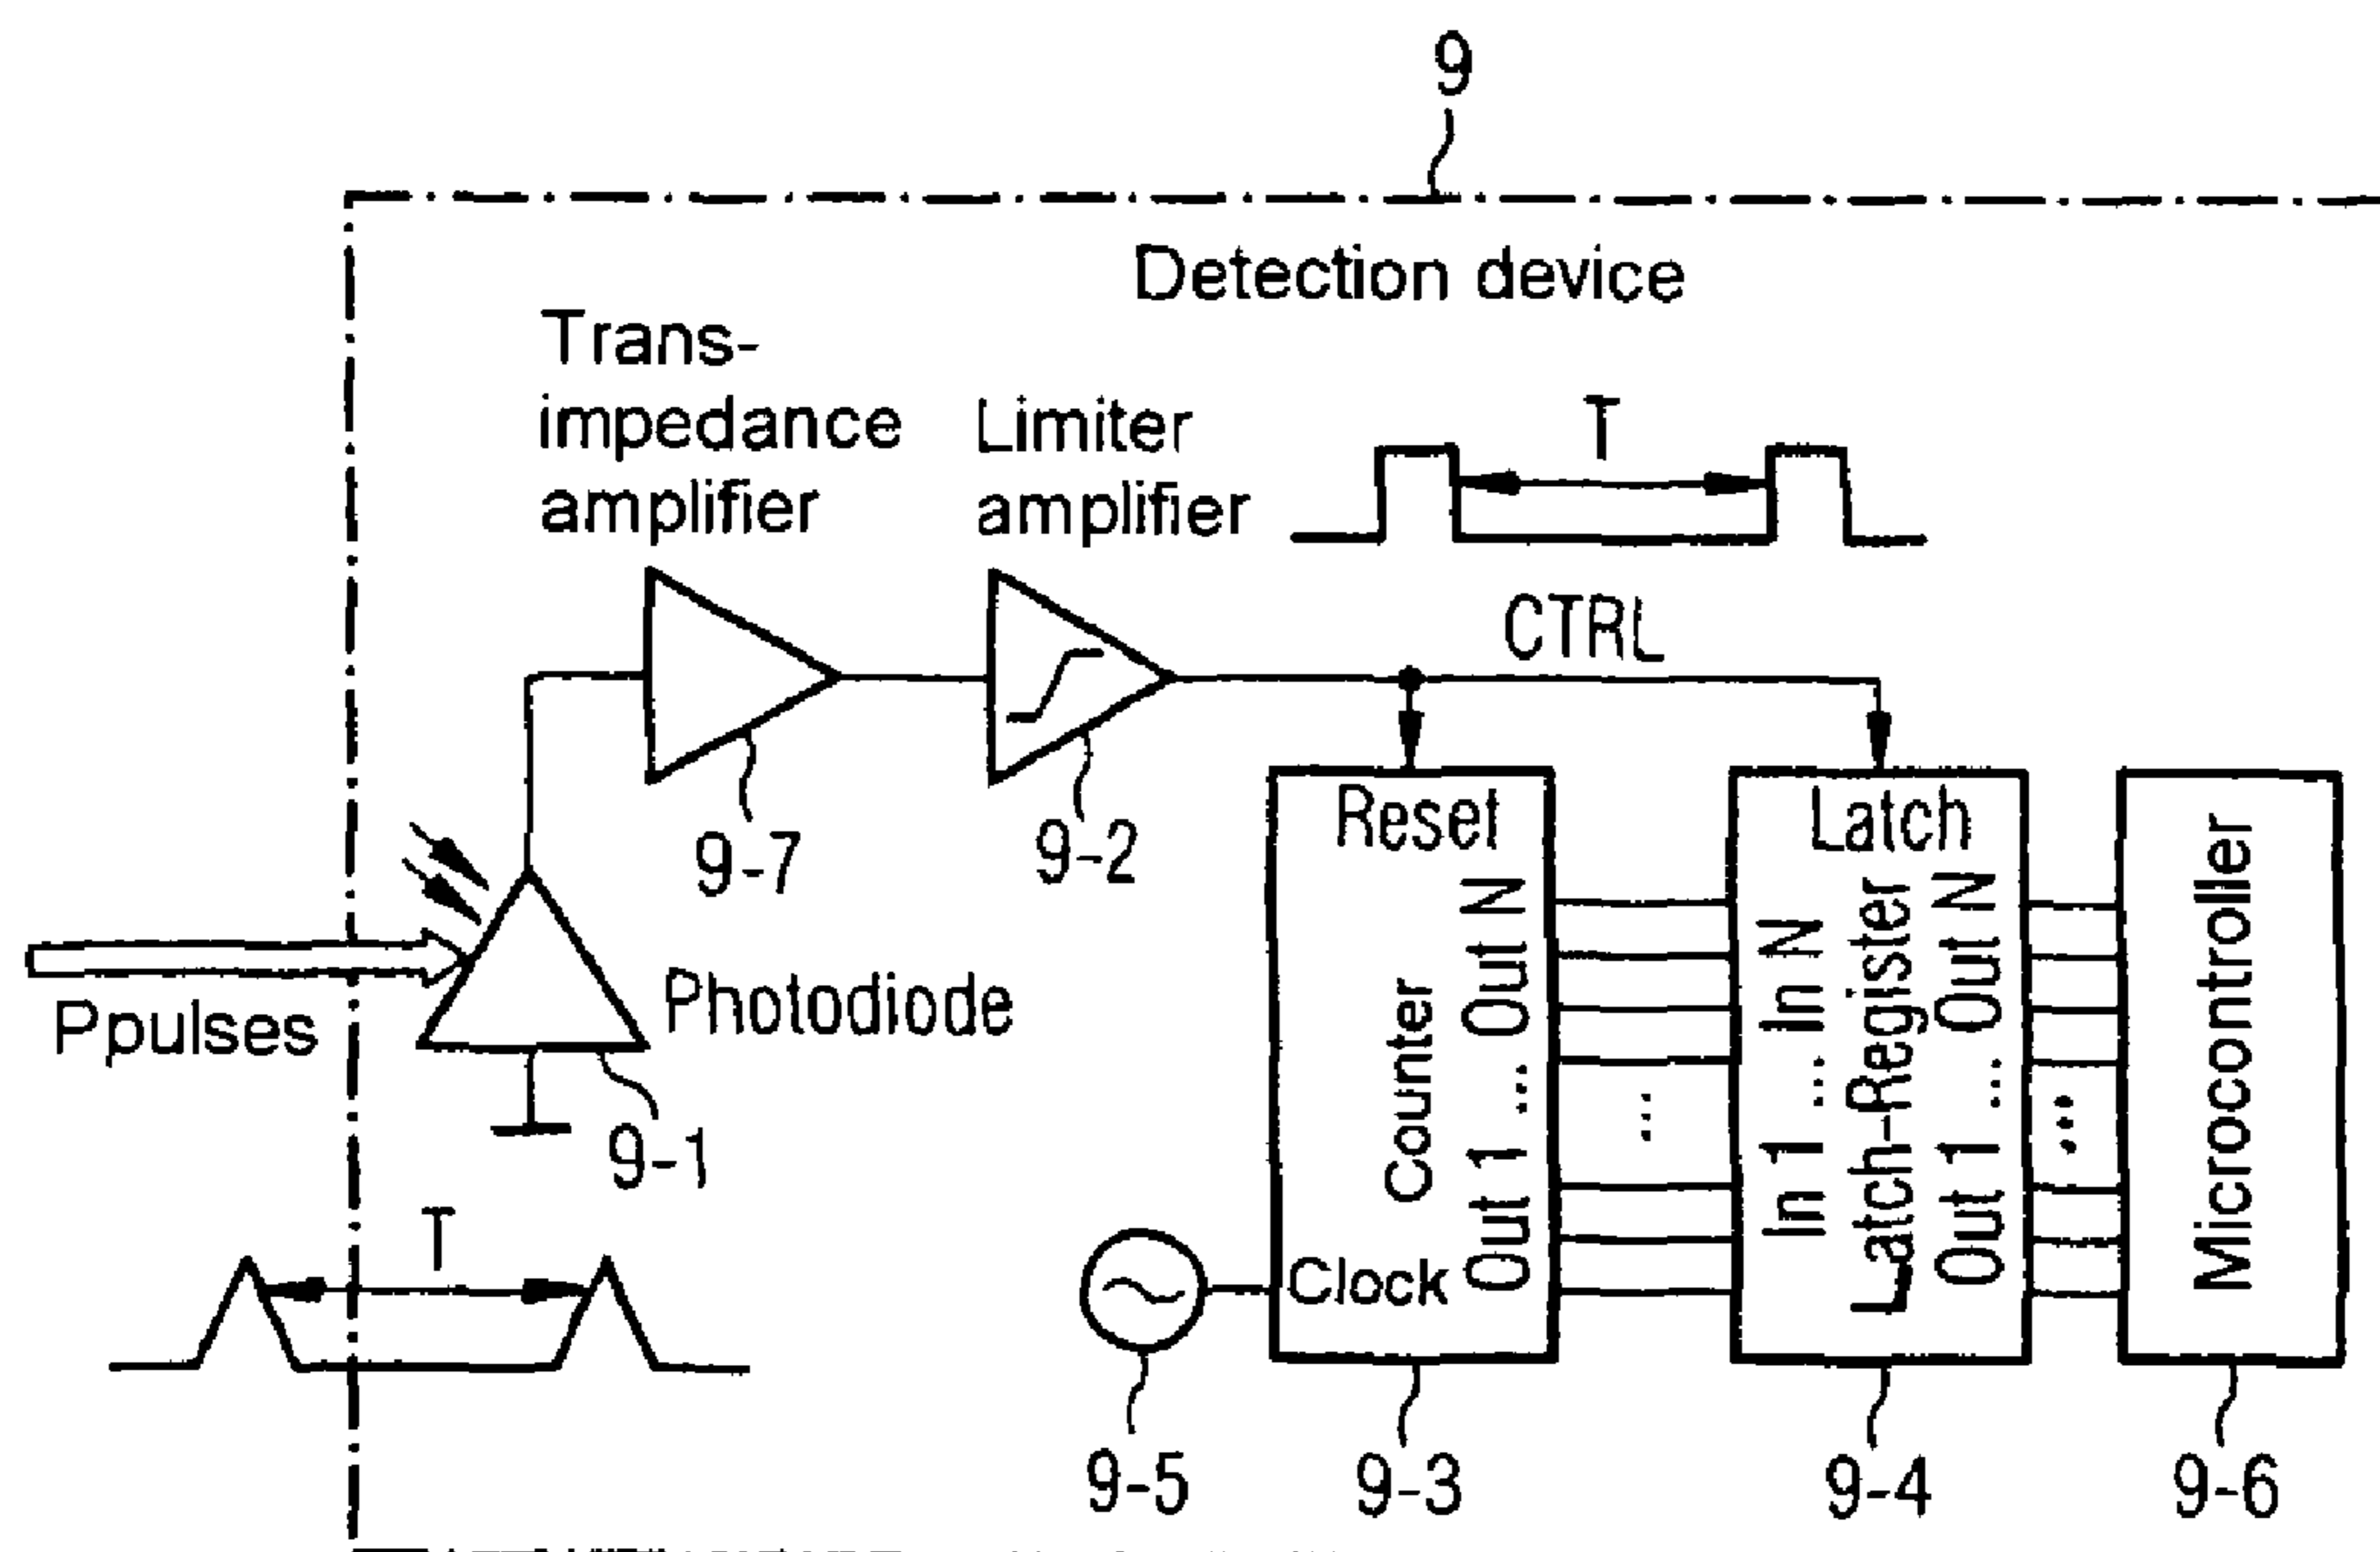 9
Detection device
Trans-
impedance
amplifier
Limiter
amplifier
T
CTRL
9-7
9-2
Reset
Latch
Ppulses
Photodiode
9-1
T
Clock
Counter
Out 1 ... Out N
...
In 1 ... In N
Latch-Register
Out 1 ... Out N
...
Microcontroller
9-5
9-3
9-4
9-6